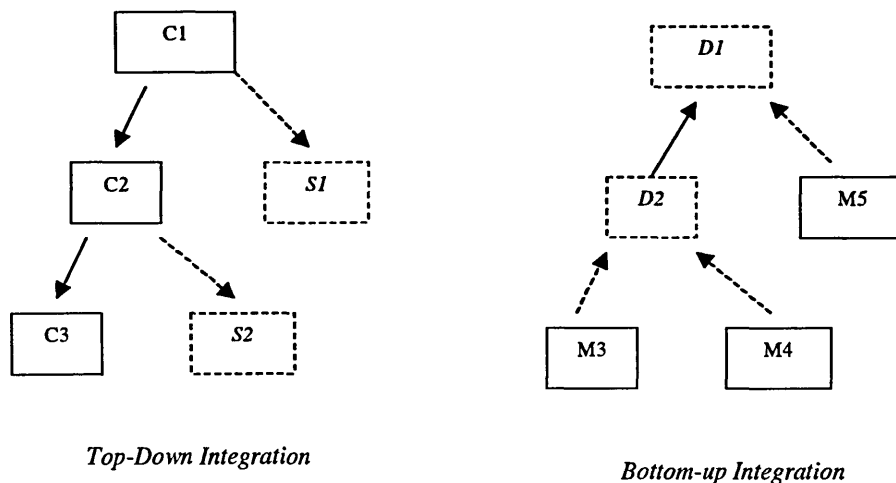 C1
C2
S1
C3
S2
Top-Down Integration
D1
D2
M5
M3
M4
Bottom-up Integration